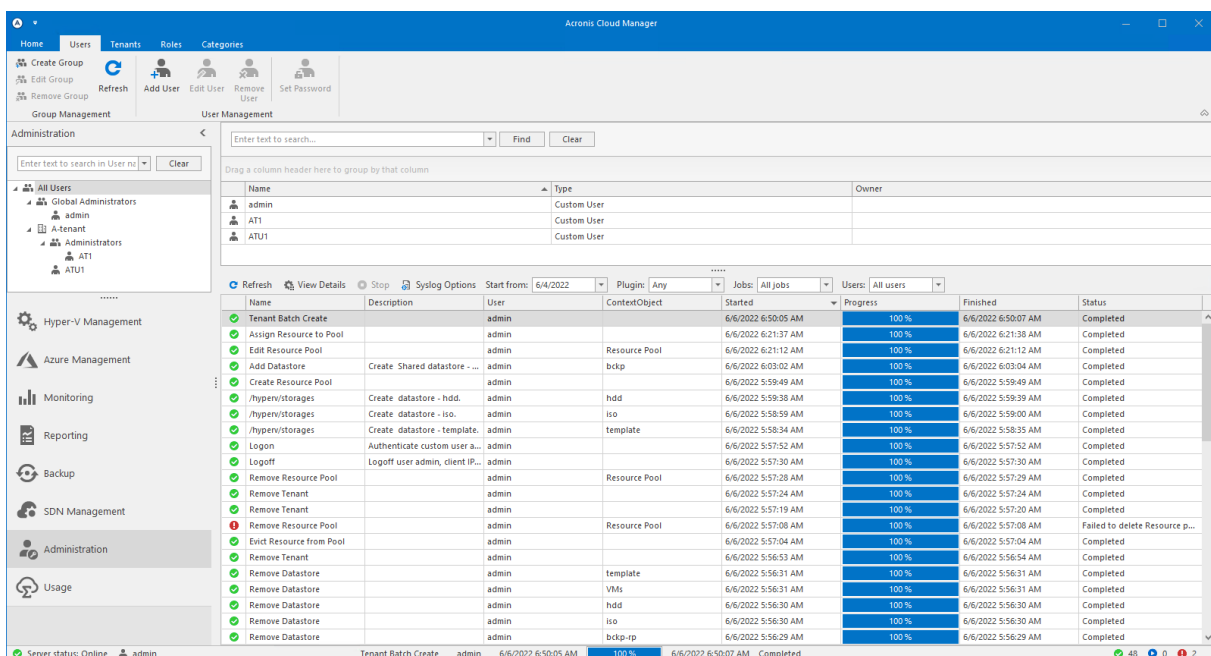 Acronis Cloud Manager
Home Users Tenants Roles Categories
Create Group
Edit Group
Remove Group
Refresh
Add User
Edit User
Remove User
Set Password
Group Management
User Management
Administration
Enter text to search in User na Clear
All Users
Global Administrators
admin
A-tenant
Administrators
AT1
ATU1
Hyper-V Management
Azure Management
Monitoring
Reporting
Backup
SDN Management
Administration
Usage
Enter text to search... Find Clear
Drag a column header here to group by that column
Name Type Owner
admin Custom User
AT1 Custom User
ATU1 Custom User
Refresh View Details Stop Syslog Options Start from: 6/4/2022 Plugin: Any Jobs: All jobs Users: All users
Name Description User ContextObject Started Progress Finished Status
Tenant Batch Create admin 6/6/2022 6:50:05 AM 100 % 6/6/2022 6:50:07 AM Completed
Assign Resource to Pool admin 6/6/2022 6:21:37 AM 100 % 6/6/2022 6:21:38 AM Completed
Edit Resource Pool admin Resource Pool 6/6/2022 6:21:12 AM 100 % 6/6/2022 6:21:12 AM Completed
Add Datastore Create Shared datastore - ... admin bckp 6/6/2022 6:03:02 AM 100 % 6/6/2022 6:03:04 AM Completed
Create Resource Pool admin 6/6/2022 5:59:49 AM 100 % 6/6/2022 5:59:49 AM Completed
/hyperv/storages Create datastore - hdd. admin hdd 6/6/2022 5:59:38 AM 100 % 6/6/2022 5:59:39 AM Completed
/hyperv/storages Create datastore - iso. admin iso 6/6/2022 5:58:59 AM 100 % 6/6/2022 5:59:00 AM Completed
/hyperv/storages Create datastore - template. admin template 6/6/2022 5:58:34 AM 100 % 6/6/2022 5:58:35 AM Completed
Logon Authenticate custom user a... admin 6/6/2022 5:57:52 AM 100 % 6/6/2022 5:57:52 AM Completed
Logoff Logoff user admin, client IP... admin 6/6/2022 5:57:30 AM 100 % 6/6/2022 5:57:30 AM Completed
Remove Resource Pool admin Resource Pool 6/6/2022 5:57:28 AM 100 % 6/6/2022 5:57:29 AM Completed
Remove Tenant admin 6/6/2022 5:57:24 AM 100 % 6/6/2022 5:57:24 AM Completed
Remove Tenant admin 6/6/2022 5:57:19 AM 100 % 6/6/2022 5:57:20 AM Completed
Remove Resource Pool admin Resource Pool 6/6/2022 5:57:08 AM 100 % 6/6/2022 5:57:08 AM Failed to delete Resource p...
Evict Resource from Pool admin 6/6/2022 5:57:04 AM 100 % 6/6/2022 5:57:04 AM Completed
Remove Tenant admin 6/6/2022 5:56:53 AM 100 % 6/6/2022 5:56:54 AM Completed
Remove Datastore admin template 6/6/2022 5:56:31 AM 100 % 6/6/2022 5:56:31 AM Completed
Remove Datastore admin VMs 6/6/2022 5:56:31 AM 100 % 6/6/2022 5:56:31 AM Completed
Remove Datastore admin hdd 6/6/2022 5:56:30 AM 100 % 6/6/2022 5:56:30 AM Completed
Remove Datastore admin iso 6/6/2022 5:56:30 AM 100 % 6/6/2022 5:56:30 AM Completed
Remove Datastore admin bckp-rp 6/6/2022 5:56:29 AM 100 % 6/6/2022 5:56:29 AM Completed
Server status: Online admin Tenant Batch Create admin 6/6/2022 6:50:05 AM 100 % 6/6/2022 6:50:07 AM Completed 48 0 2